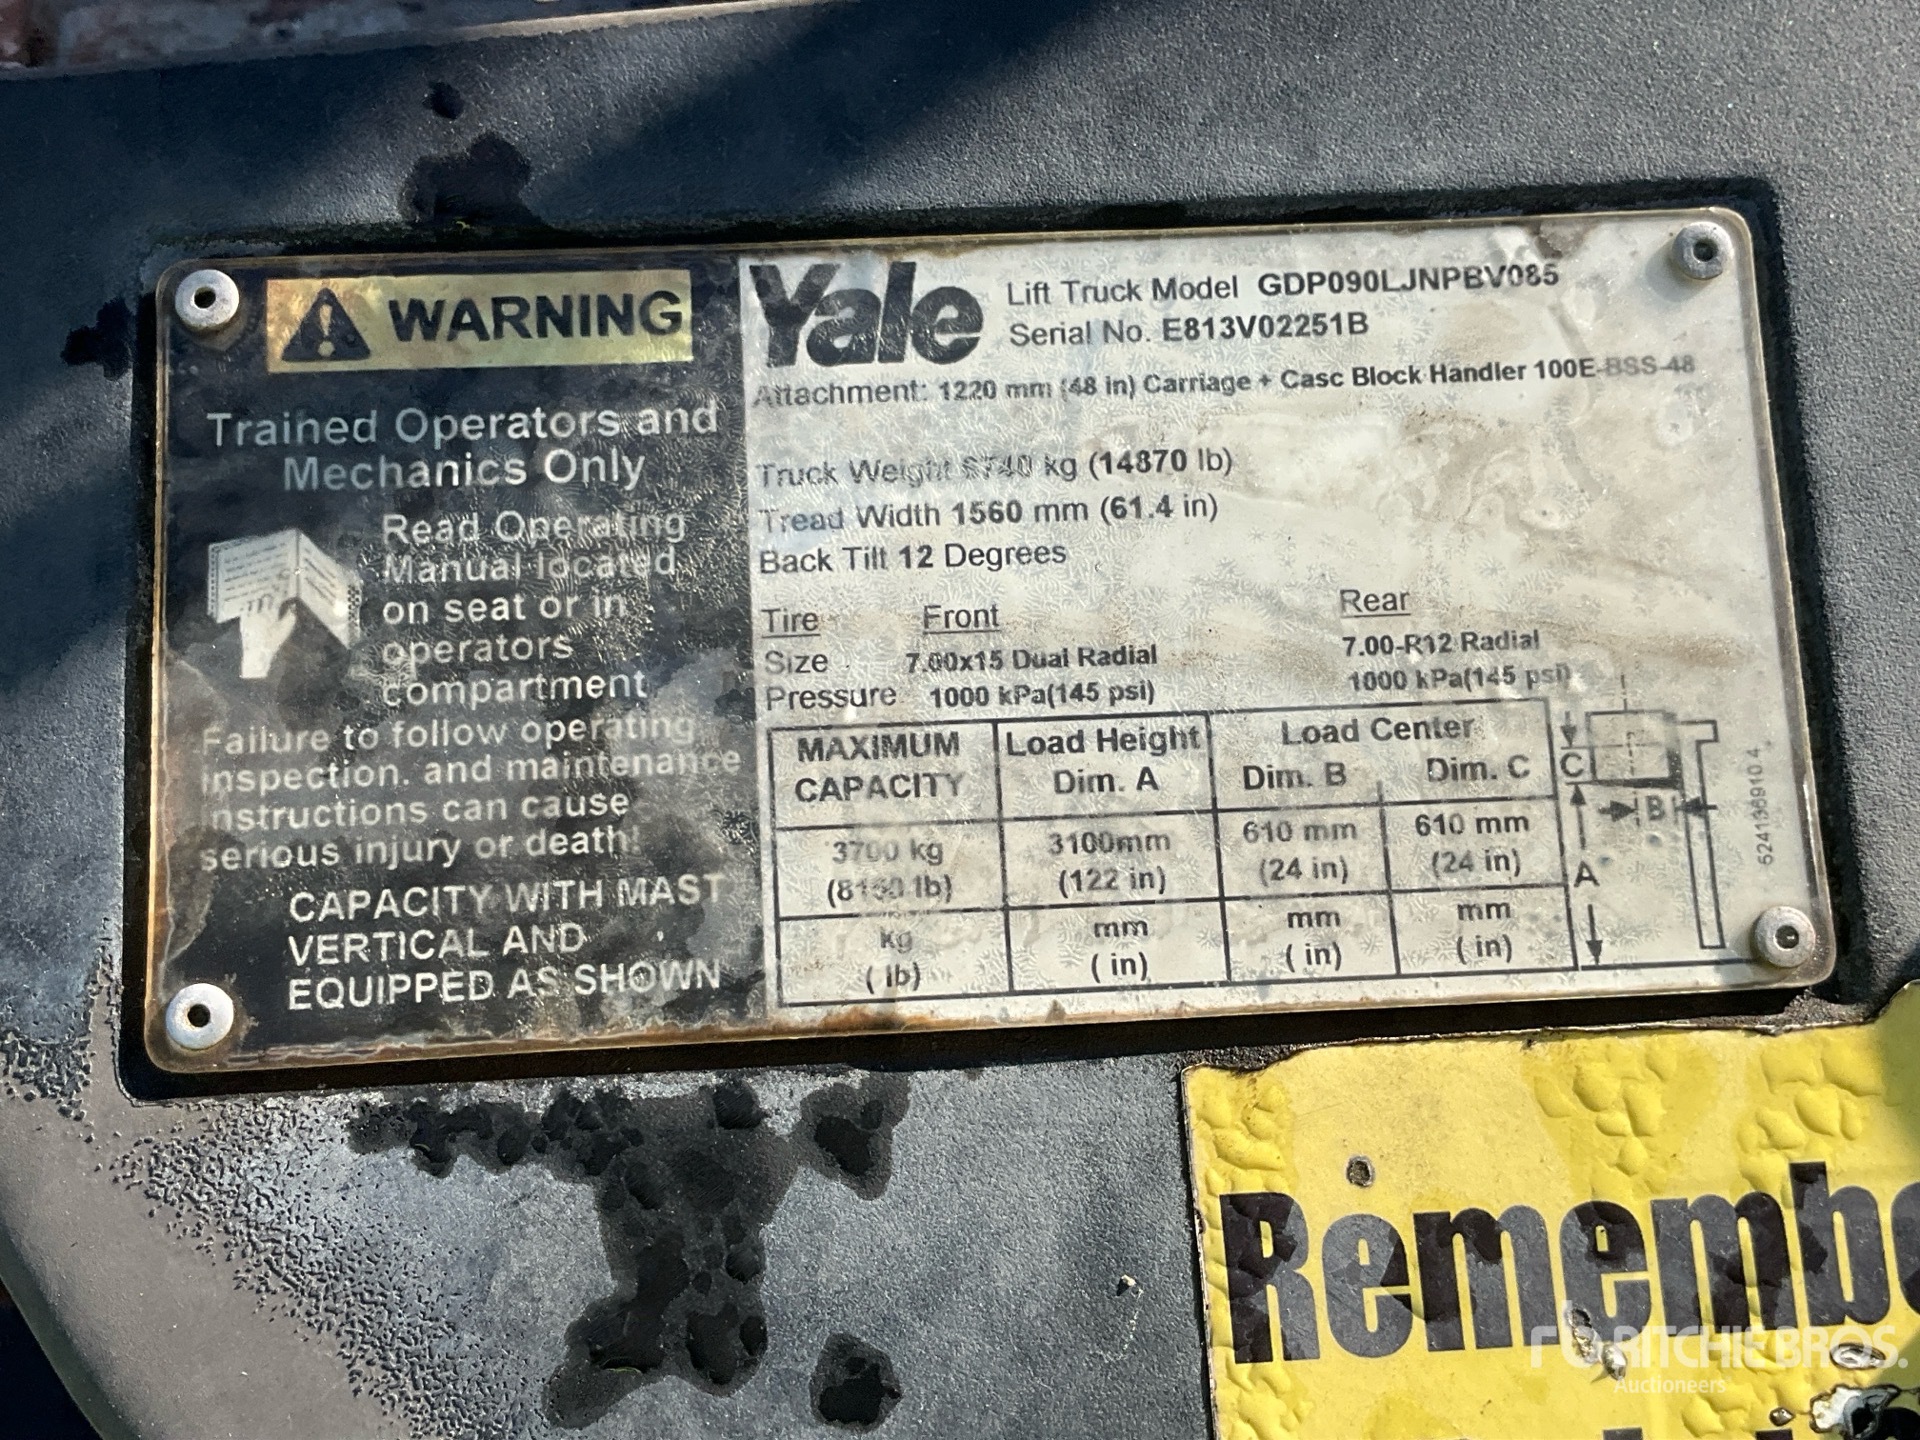 WARNING
Trained Operators and
Mechanics Only
Read Operating
Manual located
on seat or in
operators
compartment
Failure to follow operating
inspection, and maintenance
instructions can cause
serious injury or death!
CAPACITY WITH MAST
VERTICAL AND
EQUIPPED AS SHOWN
Yale
Lift Truck Model GDP090LJNPBV085
Serial No. E813V02251B
Attachment: 1220 mm (48 in) Carriage + Casc Block Handler 100E-BSS-48
Truck Weight 6740 kg (14870 lb)
Tread Width 1560 mm (61.4 in)
Back Tilt 12 Degrees
Tire Front Rear
Size 7.00x15 Dual Radial 7.00-R12 Radial
Pressure 1000 kPa(145 psi) 1000 kPa(145 psi)
MAXIMUM CAPACITY Load Height Dim. A Load Center Dim. B Dim. C
3700 kg 3100mm 610 mm 610 mm
(8160 lb) (122 in) (24 in) (24 in)
kg mm mm mm
( lb) ( in) ( in) ( in)
C
B
A
Remembe
RITCHIE BROS.
Auctioneers